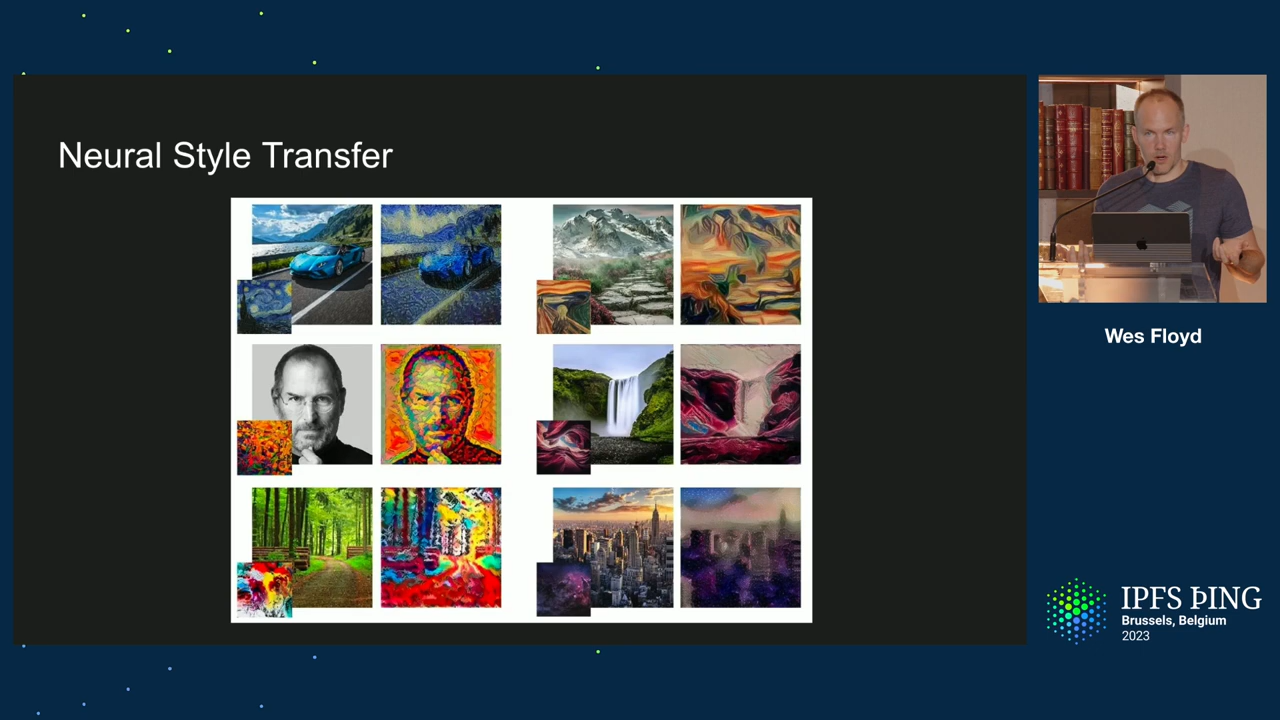 Neural Style Transfer
Wes Floyd
IPFS ÞING
Brussels, Belgium
2023